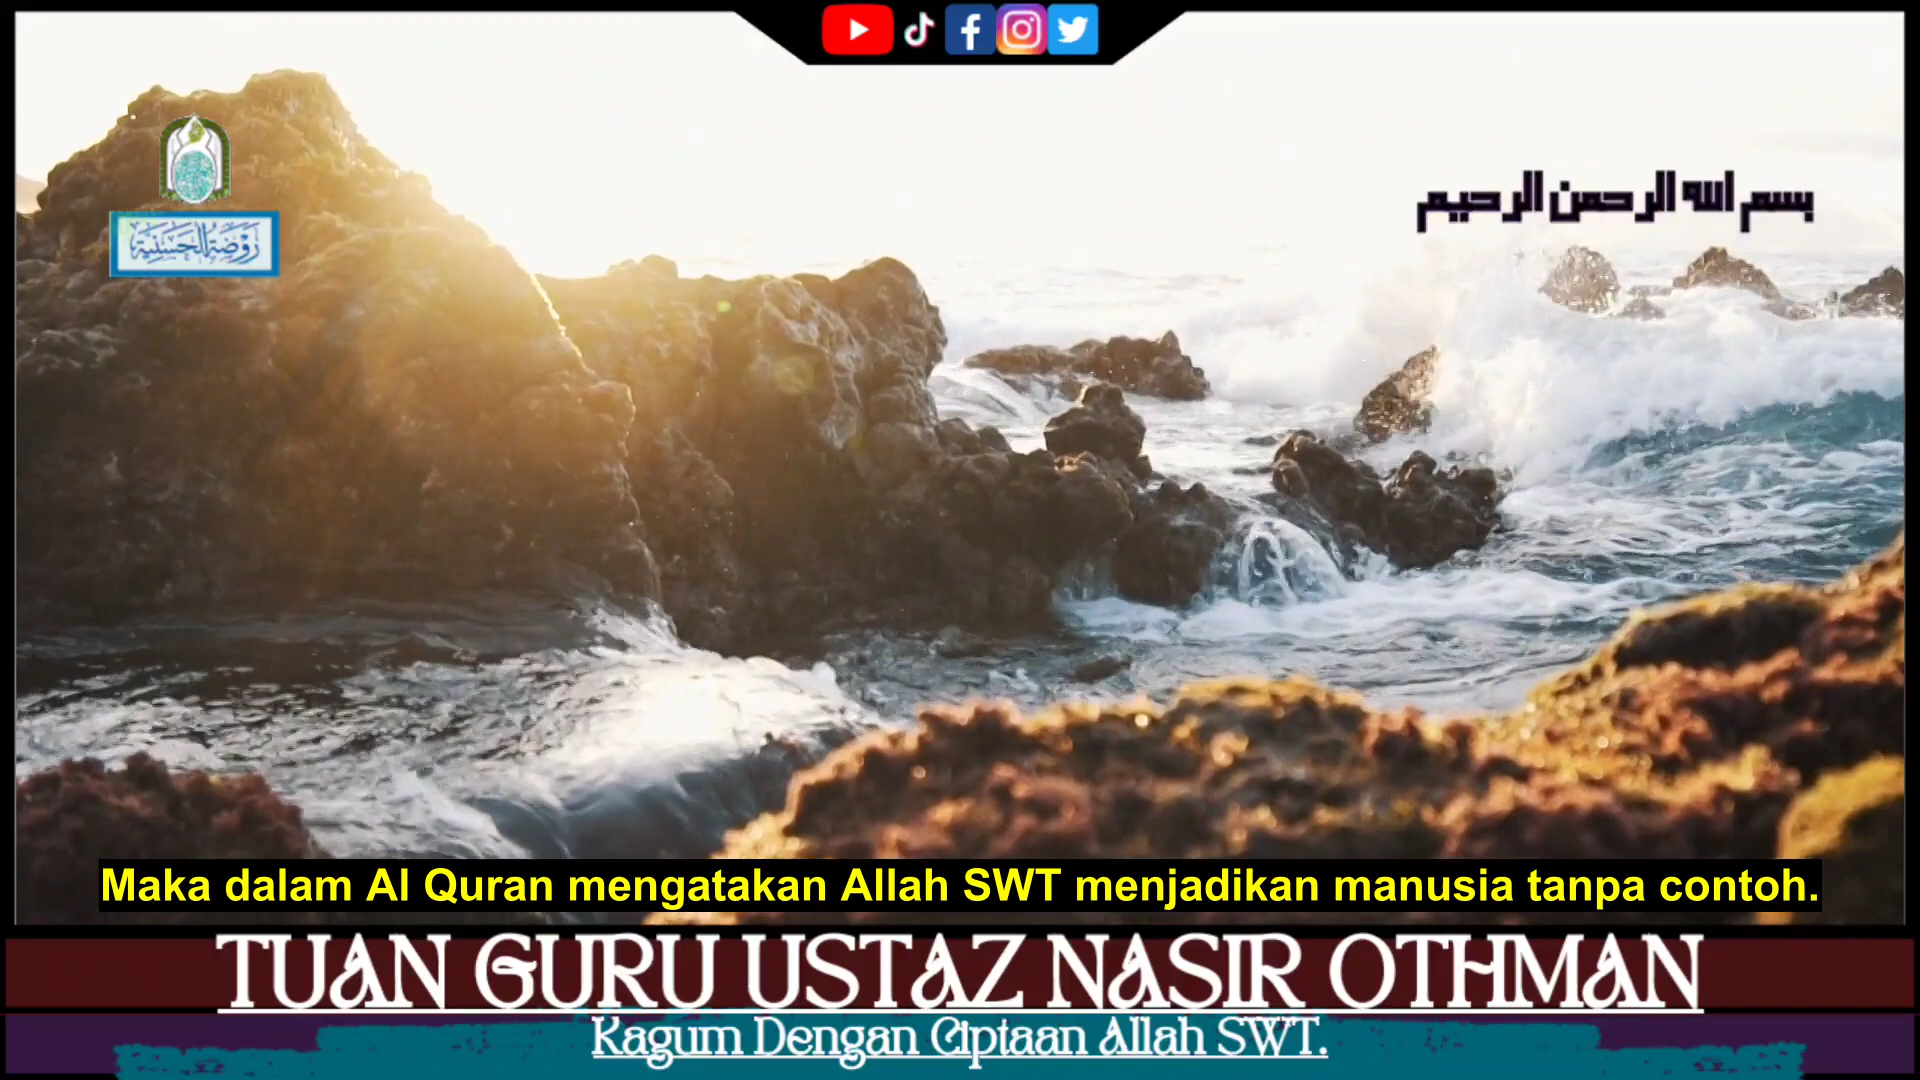 بسم الله الرحمن الرحيم
روضة الحسنية
Maka dalam Al Quran mengatakan Allah SWT menjadikan manusia tanpa contoh.
TUAN GURU USTAZ NASIR OTHMAN
Kagum Dengan Ciptaan Allah SWT.